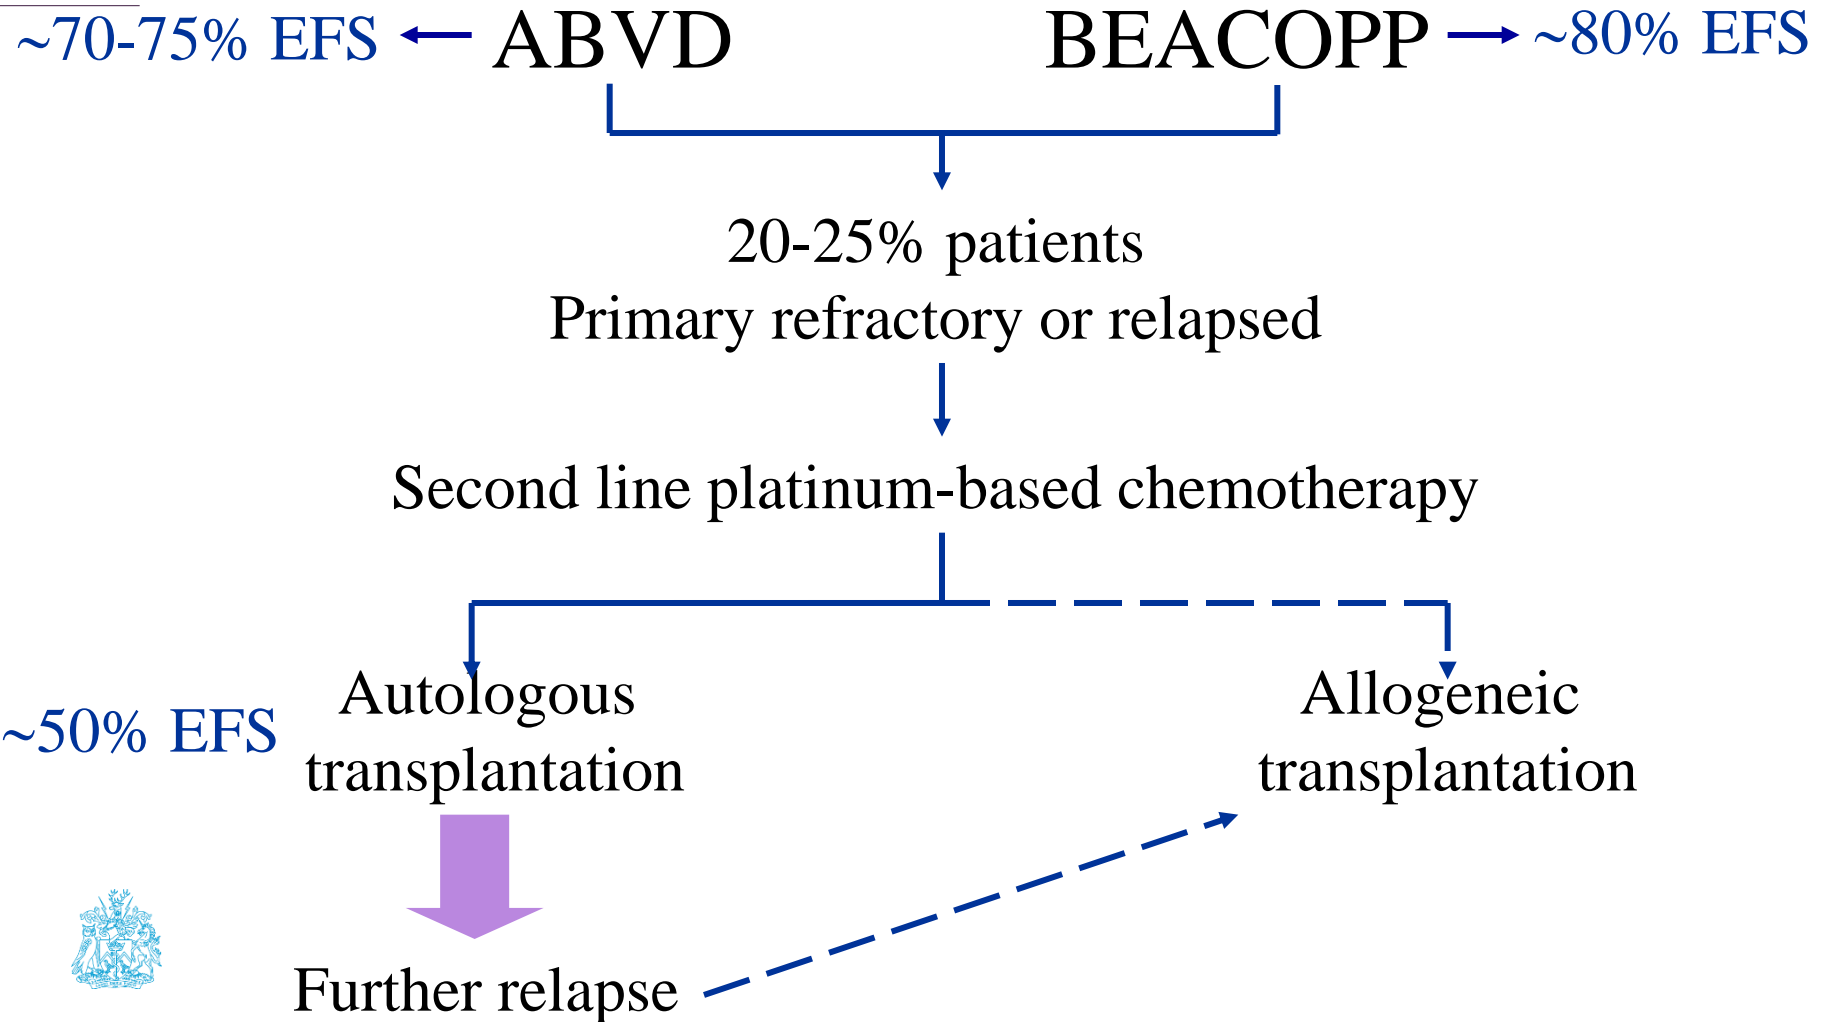 ~70-75% EFS ABVD BEACOPP ~80% EFS
20-25% patients
Primary refractory or relapsed
Second line platinum-based chemotherapy
~50% EFS
Autologous
transplantation
Allogeneic
transplantation
Further relapse